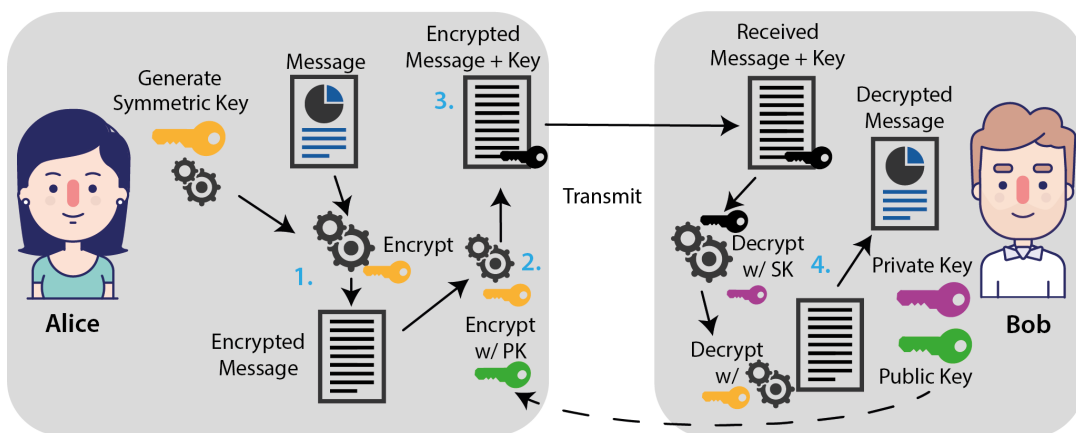 Generate
Symmetric Key
Message
Encrypted
Message + Key
3.
Encrypt
1.
2.
Encrypted
Message
Encrypt
w/ PK
Alice
Transmit
Received
Message + Key
Decrypted
Message
Decrypt
w/ SK
4.
Decrypt
w/
Private Key
Public Key
Bob